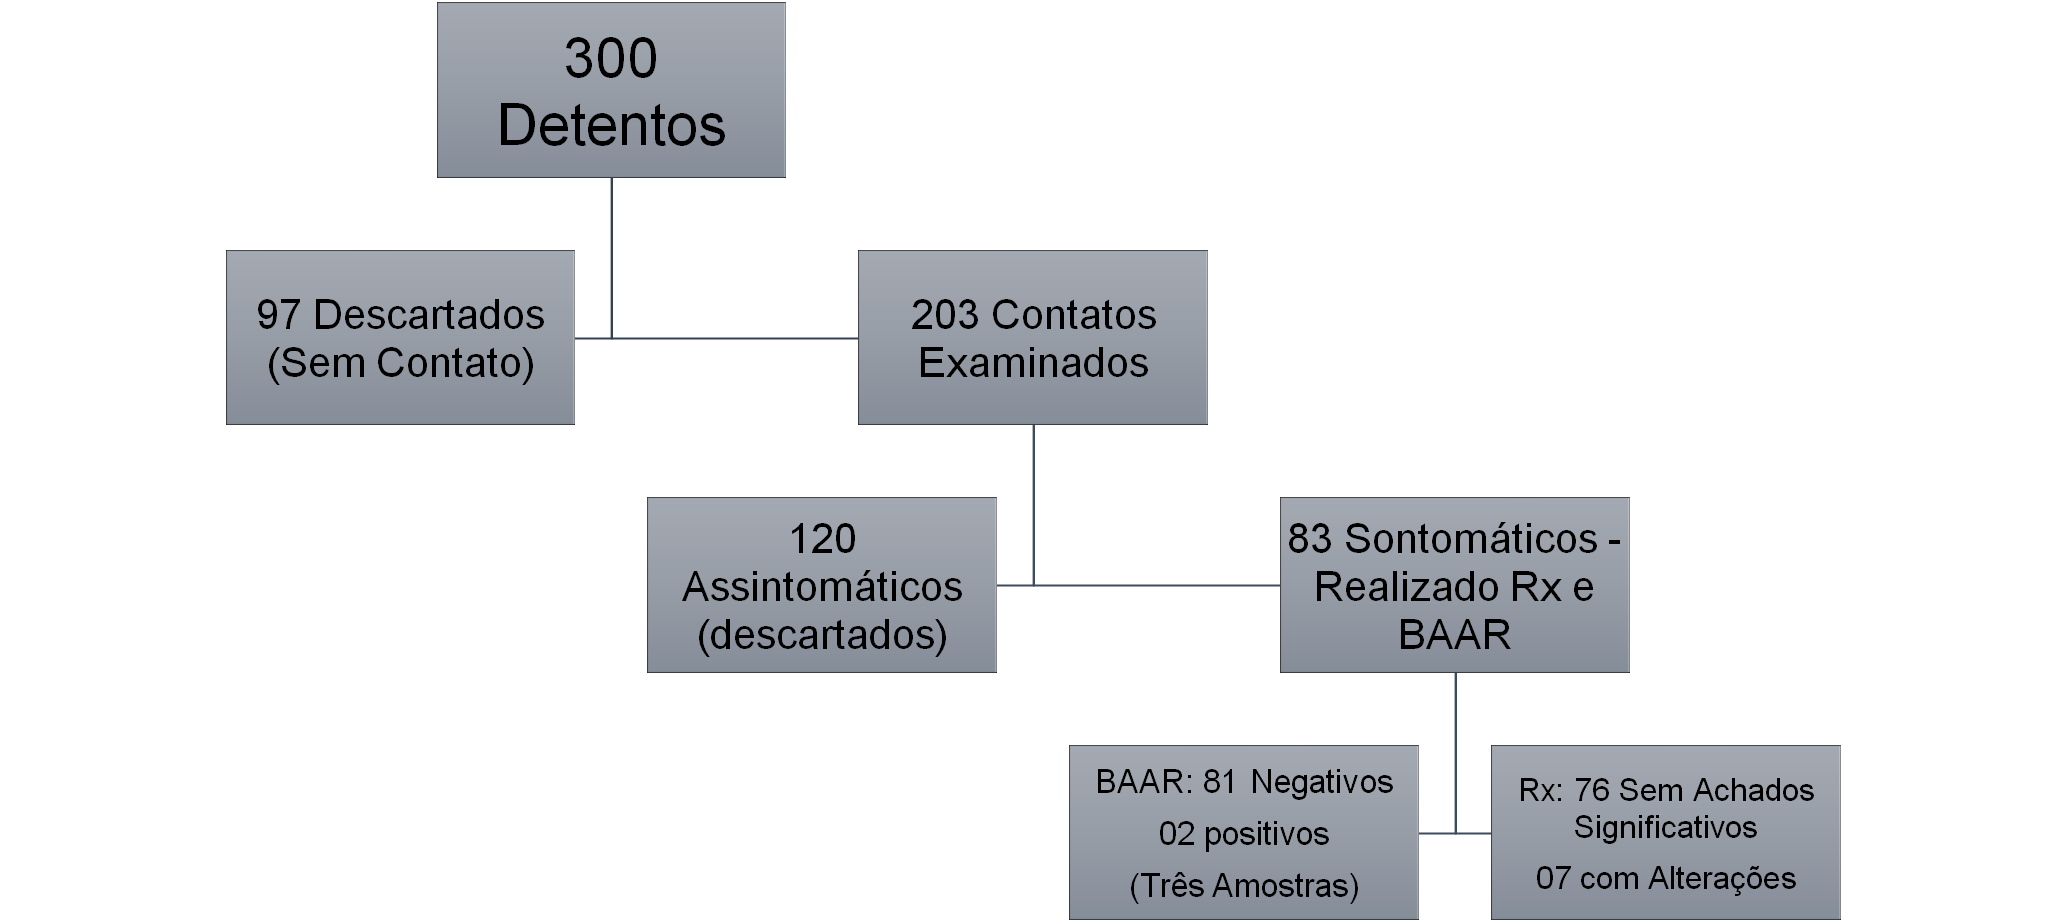 300
Detentos
97 Descartados
(Sem Contato)
203 Contatos
Examinados
120
Assintomáticos
(descartados)
83 Sontomáticos -
Realizado Rx e
BAAR
BAAR: 81 Negativos
02 positivos
(Três Amostras)
Rx: 76 Sem Achados
Significativos
07 com Alterações